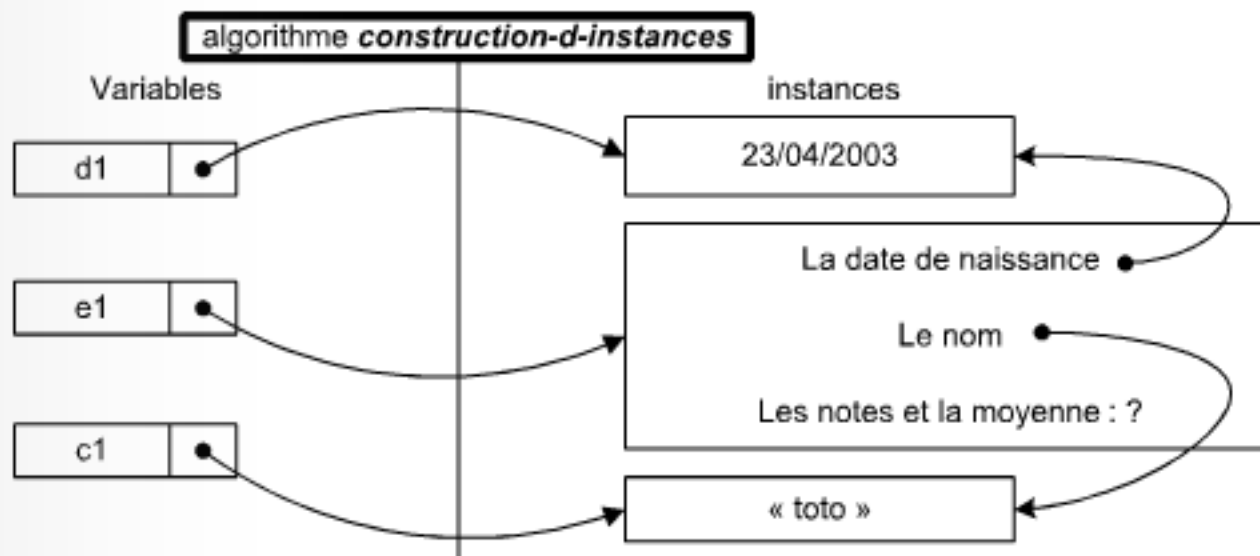 algorithme construction-d-instances
Variables
instances
d1
23/04/2003
La date de naissance
e1
Le nom
Les notes et la moyenne : ?
c1
« toto »